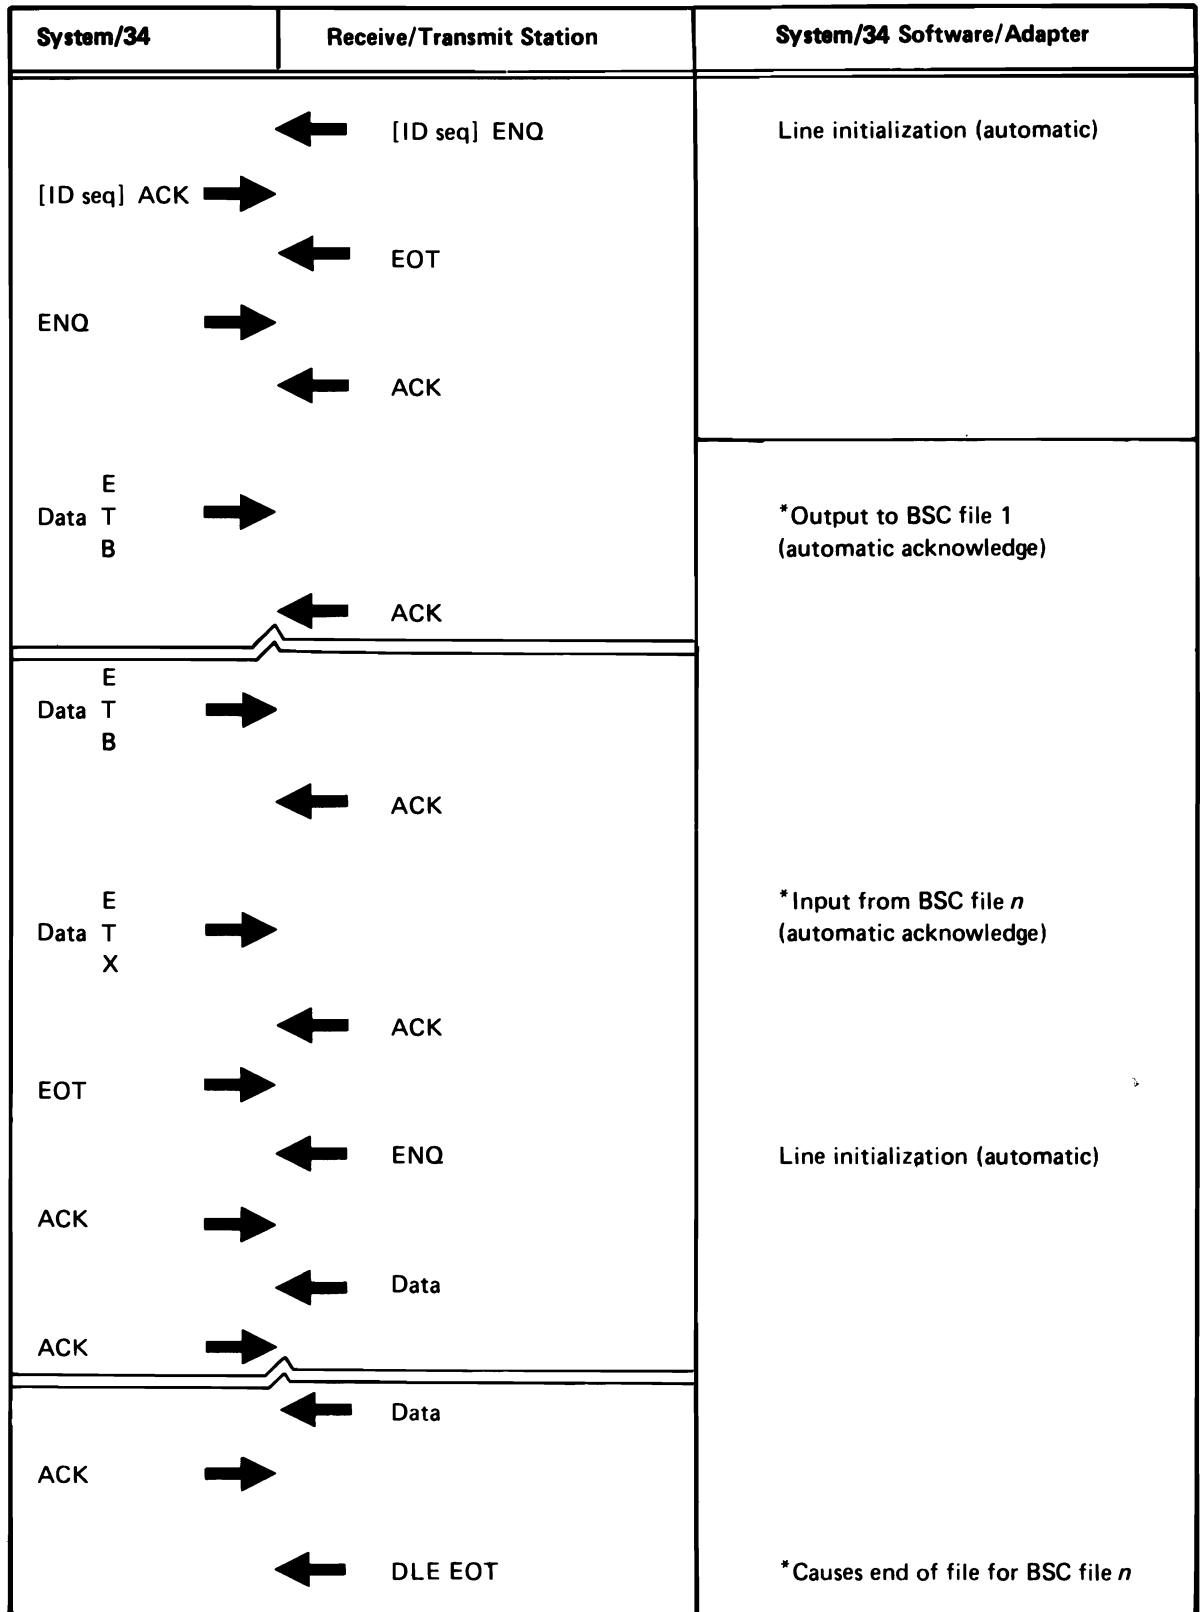 System/34 Receive/Transmit Station System/34 Software/Adapter
[ID seq] ENQ Line initialization (automatic)
[ID seq] ACK
EOT
ENQ
ACK
E
Data T *Output to BSC file 1
B (automatic acknowledge)
ACK
E
Data T
B
ACK
E *Input from BSC file n
Data T (automatic acknowledge)
X
ACK
EOT
ENQ Line initialization (automatic)
ACK
Data
ACK
Data
ACK
DLE EOT *Causes end of file for BSC file n